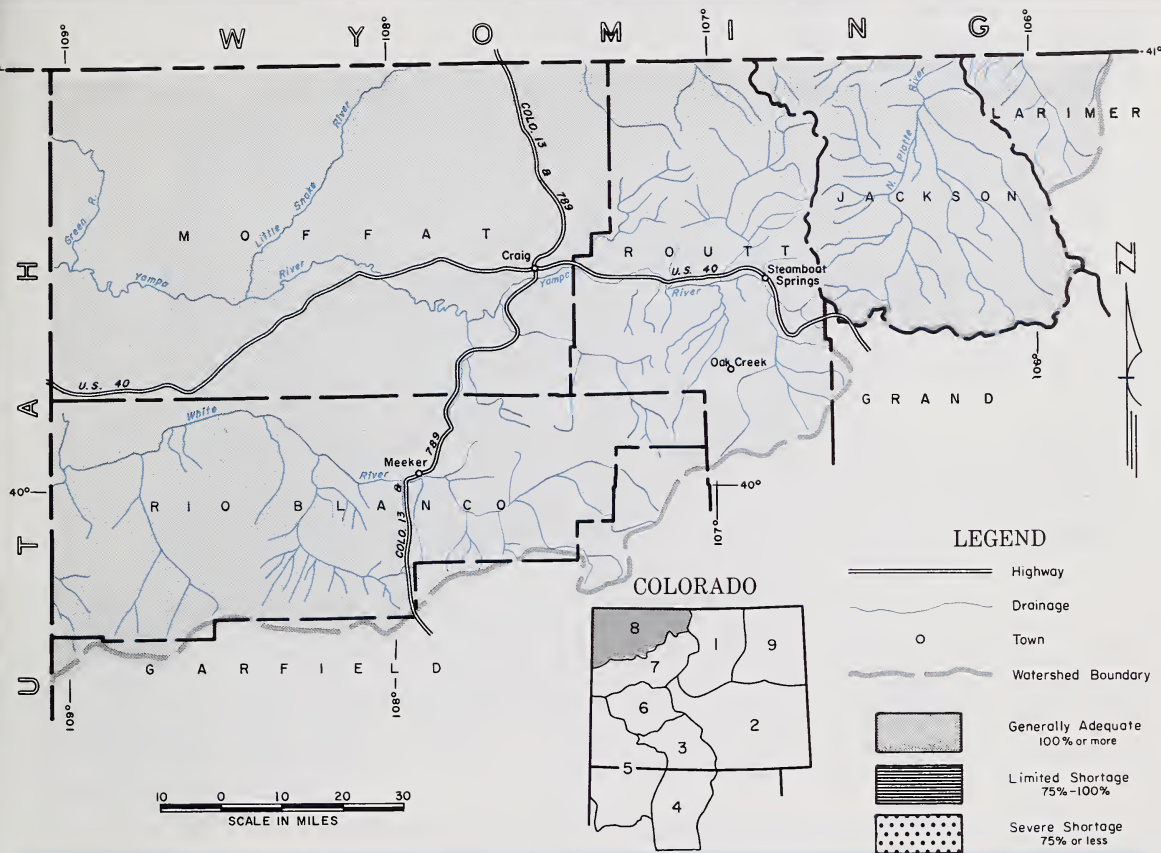 WYOMING
109°
108°
107°
106°
41°
LARIMER
Little Snake River
COLO. 13 & 789
N. Platte River
JACKSON
Green R.
MOFFAT
ROUTT
Craig
U.S. 40
Steamboat Springs
Yampa River
Yampa River
Oak Creek
106°
U.S. 40
GRAND
UTAH
White River
Meeker
COLO. 13 & 789
40°
40°
RIO BLANCO
107°
GARFIELD
109°
108°
10 0 10 20 30
SCALE IN MILES
COLORADO
8
1
9
7
6
2
3
5
4
LEGEND
Highway
Drainage
Town
Watershed Boundary
Generally Adequate
100% or more
Limited Shortage
75%-100%
Severe Shortage
75% or less